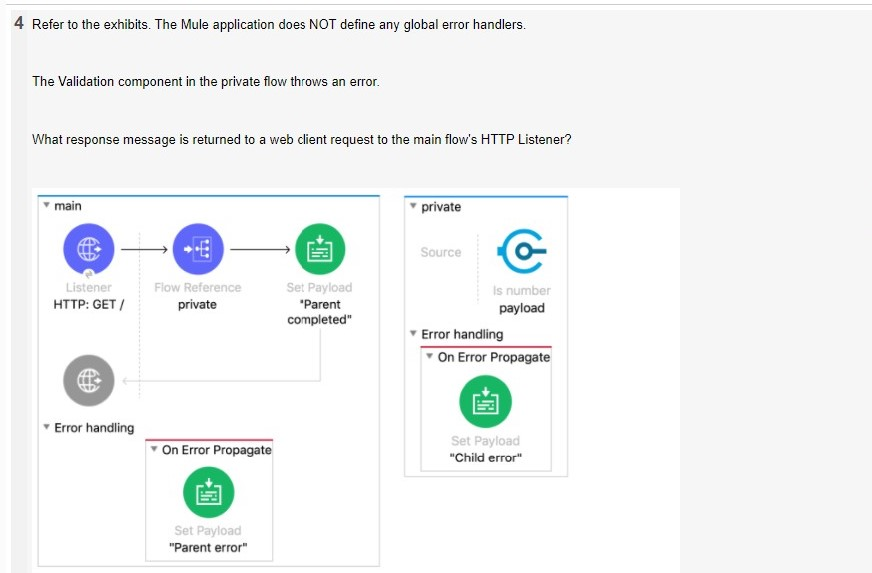 4 Refer to the exhibits. The Mule application does NOT define any global error handlers.
The Validation component in the private flow throws an error.
What response message is returned to a web client request to the main flow's HTTP Listener?
main
Listener
HTTP: GET /
Flow Reference
private
Set Payload
"Parent
completed"
Error handling
On Error Propagate
Set Payload
"Parent error"
private
Source
Is number
payload
Error handling
On Error Propagate
Set Payload
"Child error"